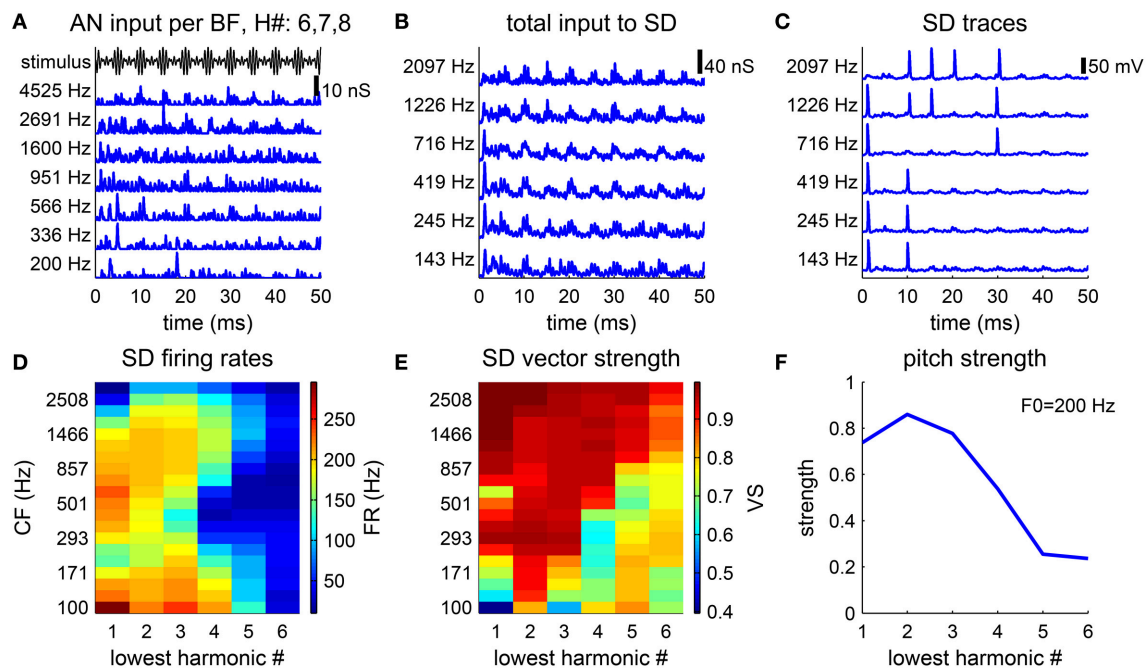 A AN input per BF, H#: 6,7,8
stimulus
10 nS
4525 Hz
2691 Hz
1600 Hz
951 Hz
566 Hz
336 Hz
200 Hz
0 10 20 30 40 50
time (ms)
B total input to SD
40 nS
2097 Hz
1226 Hz
716 Hz
419 Hz
245 Hz
143 Hz
0 10 20 30 40 50
time (ms)
C SD traces
50 mV
2097 Hz
1226 Hz
716 Hz
419 Hz
245 Hz
143 Hz
0 10 20 30 40 50
time (ms)
D SD firing rates
CF (Hz)
2508
1466
857
501
293
171
100
1 2 3 4 5 6
lowest harmonic #
250
200
150
100
50
FR (Hz)
E SD vector strength
2508
1466
857
501
293
171
100
1 2 3 4 5 6
lowest harmonic #
0.9
0.8
0.7
0.6
0.5
0.4
VS
F pitch strength
F0=200 Hz
strength
1
0.8
0.6
0.4
0.2
0
1 2 3 4 5 6
lowest harmonic #